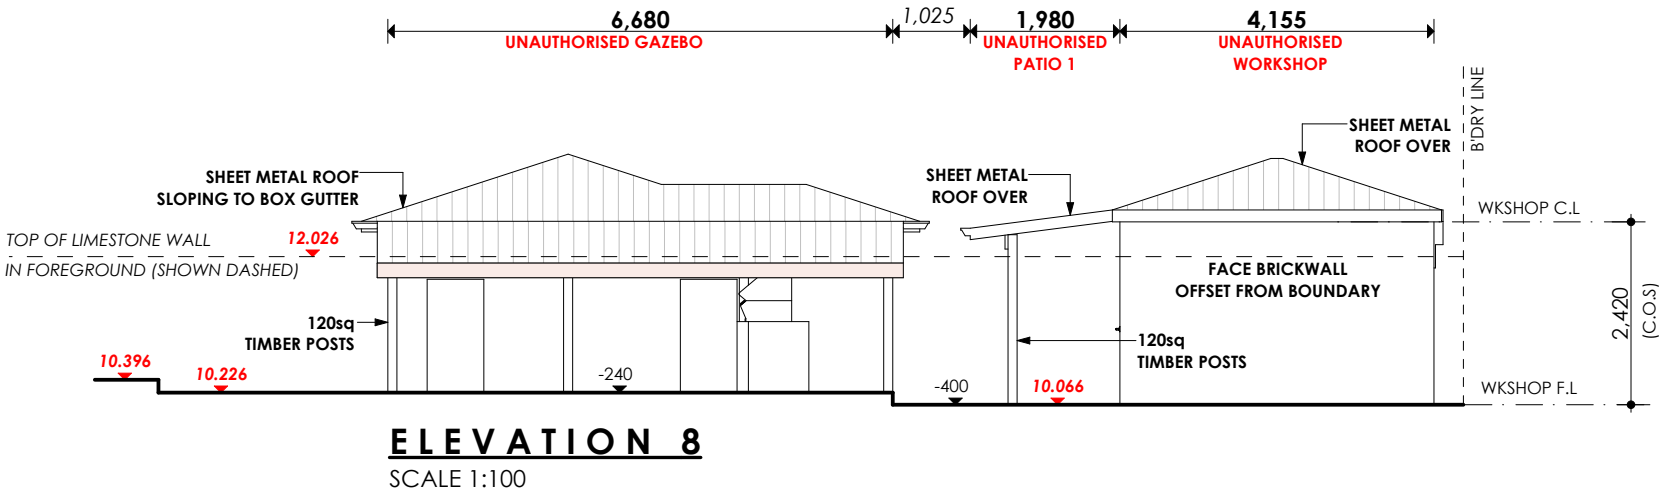 6,680
UNAUTHORISED GAZEBO
1,025
1,980
UNAUTHORISED
PATIO 1
4,155
UNAUTHORISED
WORKSHOP
B'DRY LINE
SHEET METAL
ROOF OVER
SHEET METAL ROOF
SLOPING TO BOX GUTTER
SHEET METAL
ROOF OVER
WKSHOP C.L
TOP OF LIMESTONE WALL
12.026
IN FOREGROUND (SHOWN DASHED)
FACE BRICKWALL
OFFSET FROM BOUNDARY
2,420
(C.O.S)
120sq
TIMBER POSTS
120sq
TIMBER POSTS
10.396
10.226
-240
-400
10.066
WKSHOP F.L
ELEVATION 8
SCALE 1:100